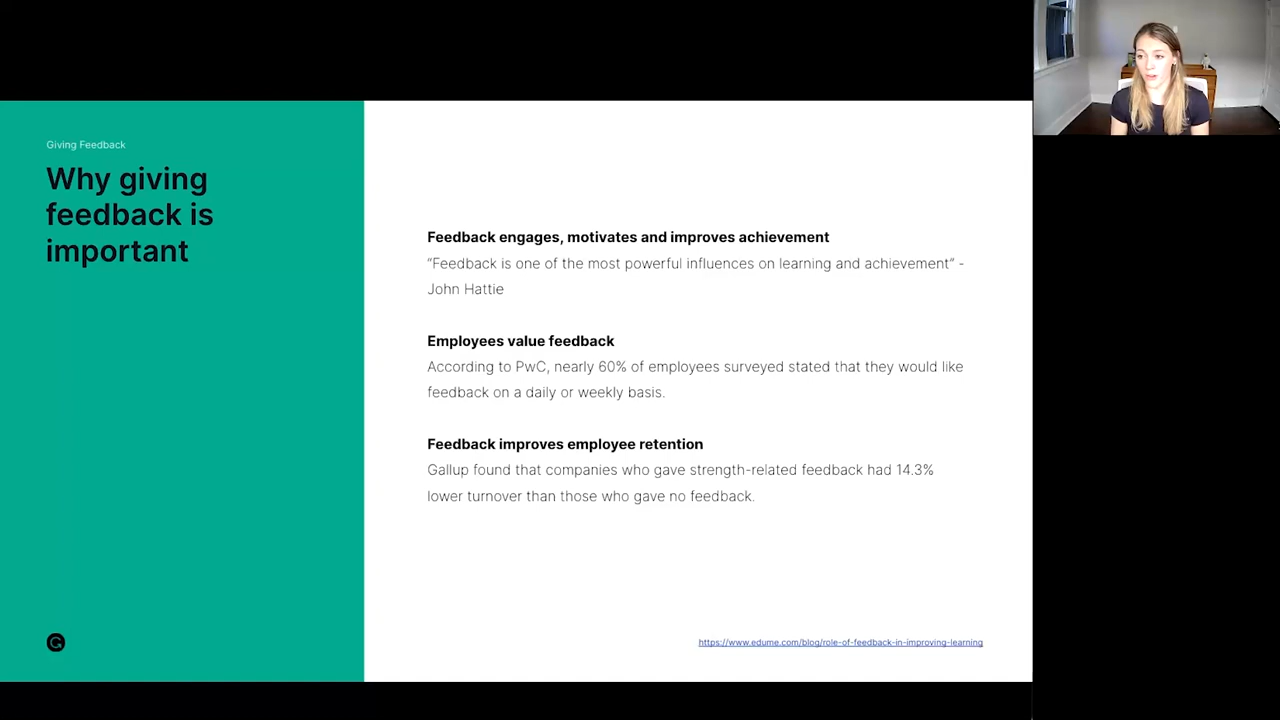 Giving Feedback
Why giving
feedback is
important
Feedback engages, motivates and improves achievement
“Feedback is one of the most powerful influences on learning and achievement” -
John Hattie
Employees value feedback
According to PwC, nearly 60% of employees surveyed stated that they would like
feedback on a daily or weekly basis.
Feedback improves employee retention
Gallup found that companies who gave strength-related feedback had 14.3%
lower turnover than those who gave no feedback.
https://www.edume.com/blog/role-of-feedback-in-improving-learning